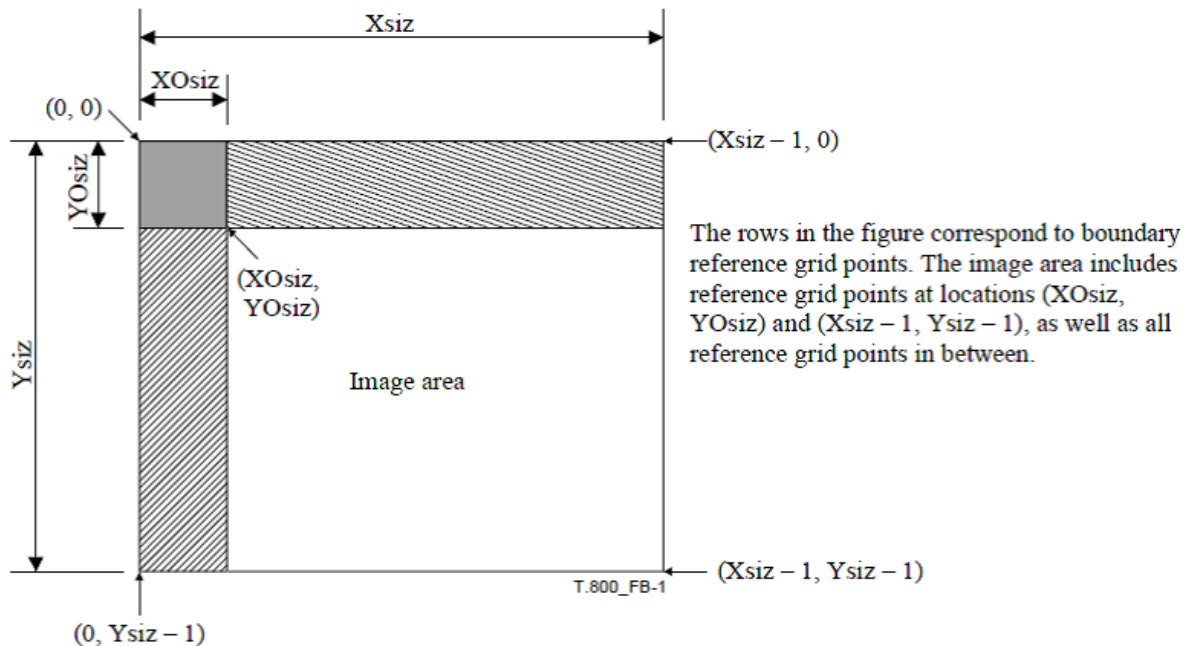 Xsiz
XOsiz
(0, 0)
(Xsiz – 1, 0)
YOsiz
Ysiz
(XOsiz,
YOsiz)
The rows in the figure correspond to boundary
reference grid points. The image area includes
reference grid points at locations (XOsiz,
YOsiz) and (Xsiz – 1, Ysiz – 1), as well as all
reference grid points in between.
Image area
T.800_FB-1
(Xsiz – 1, Ysiz – 1)
(0, Ysiz – 1)